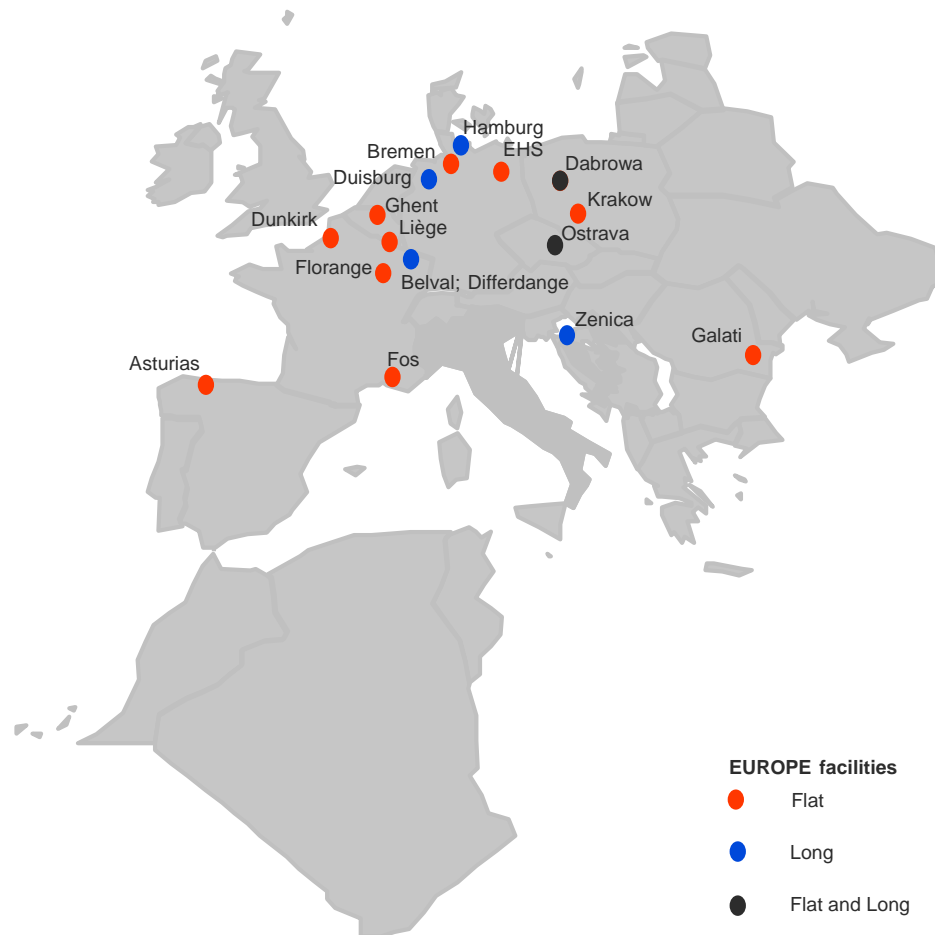 Hamburg
Bremen
EHS
Duisburg
Dabrowa
Ghent
Krakow
Dunkirk
Liège
Ostrava
Florange
Belval; Differdange
Zenica
Galati
Asturias
Fos
EUROPE facilities
Flat
Long
Flat and Long